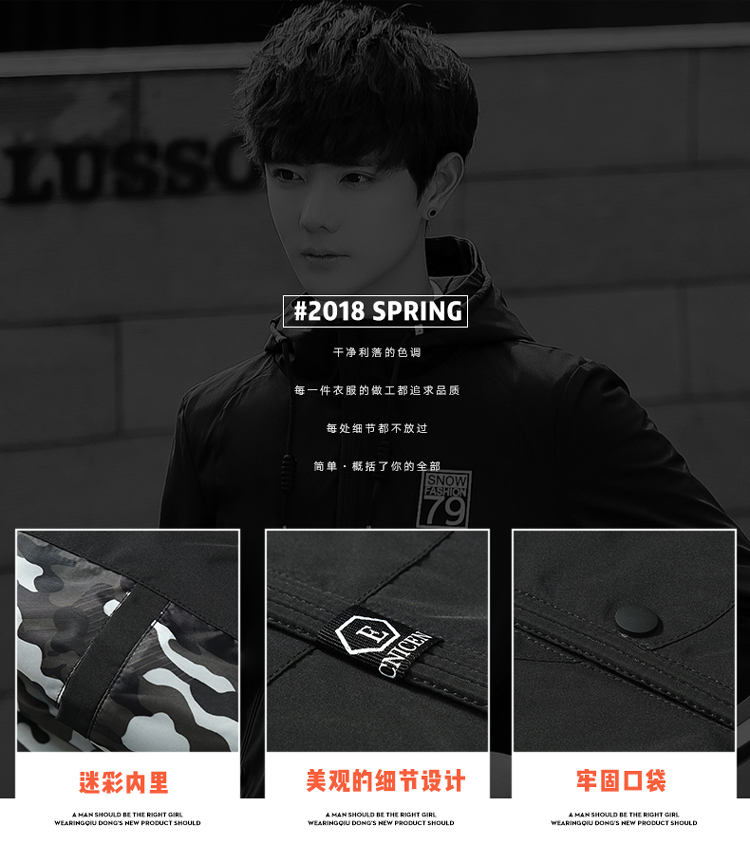 LUSSO
#2018 SPRING
干净利落的色调
每一件衣服的做工都追求品质
每处细节都不放过
简单·概括了你的全部
SNOW
FASHION
79
E
CNICEN
迷彩内里
美观的细节设计
牢固口袋
A MAN SHOULD BE THE RIGHT GIRL
WEARINGQIU DONG'S NEW PRODUCT SHOULD
A MAN SHOULD BE THE RIGHT GIRL
WEARINGQIU DONG'S NEW PRODUCT SHOULD
A MAN SHOULD BE THE RIGHT GIRL
WEARINGQIU DONG'S NEW PRODUCT SHOULD